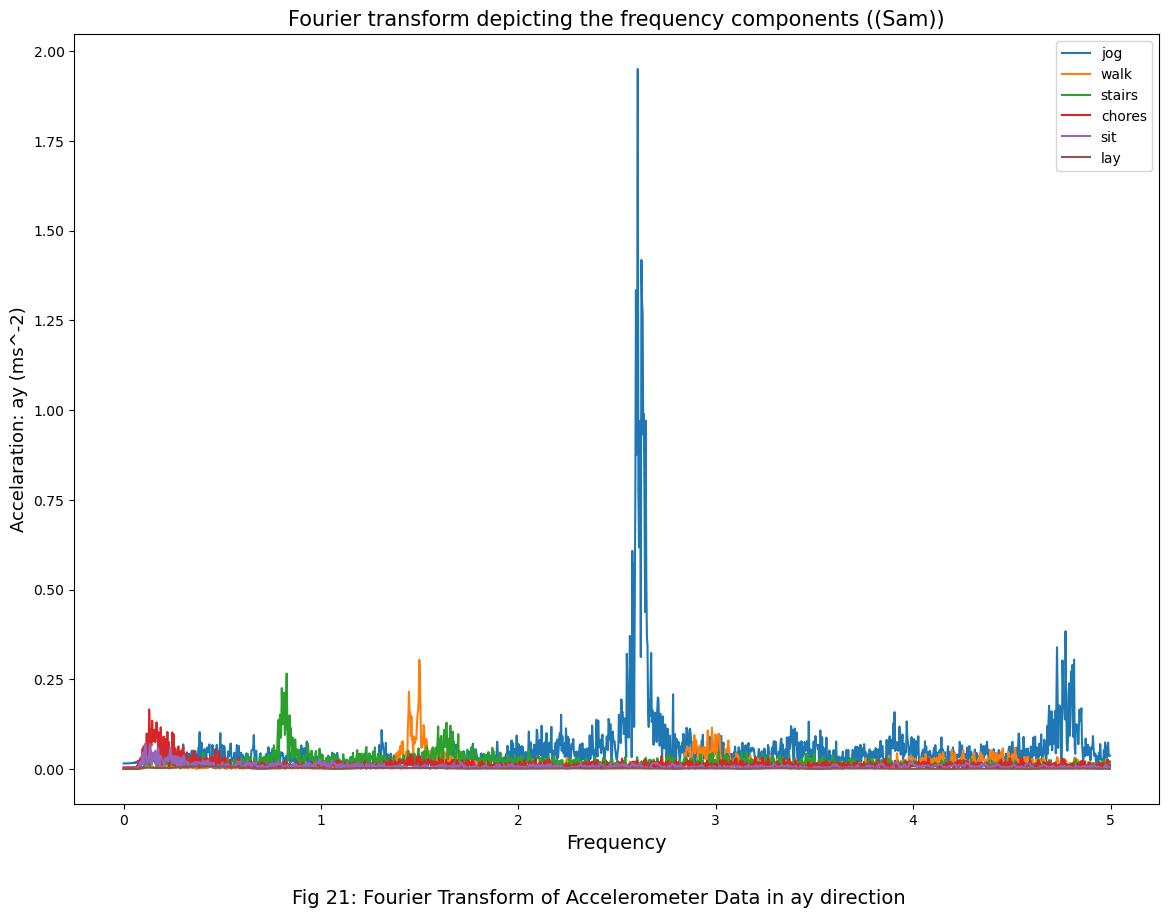 Fourier transform depicting the frequency components ((Sam))
jog
walk
stairs
chores
sit
lay
Accelaration: ay (ms^-2)
2.00
1.75
1.50
1.25
1.00
0.75
0.50
0.25
0.00
0 1 2 3 4 5
Frequency
Fig 21: Fourier Transform of Accelerometer Data in ay direction